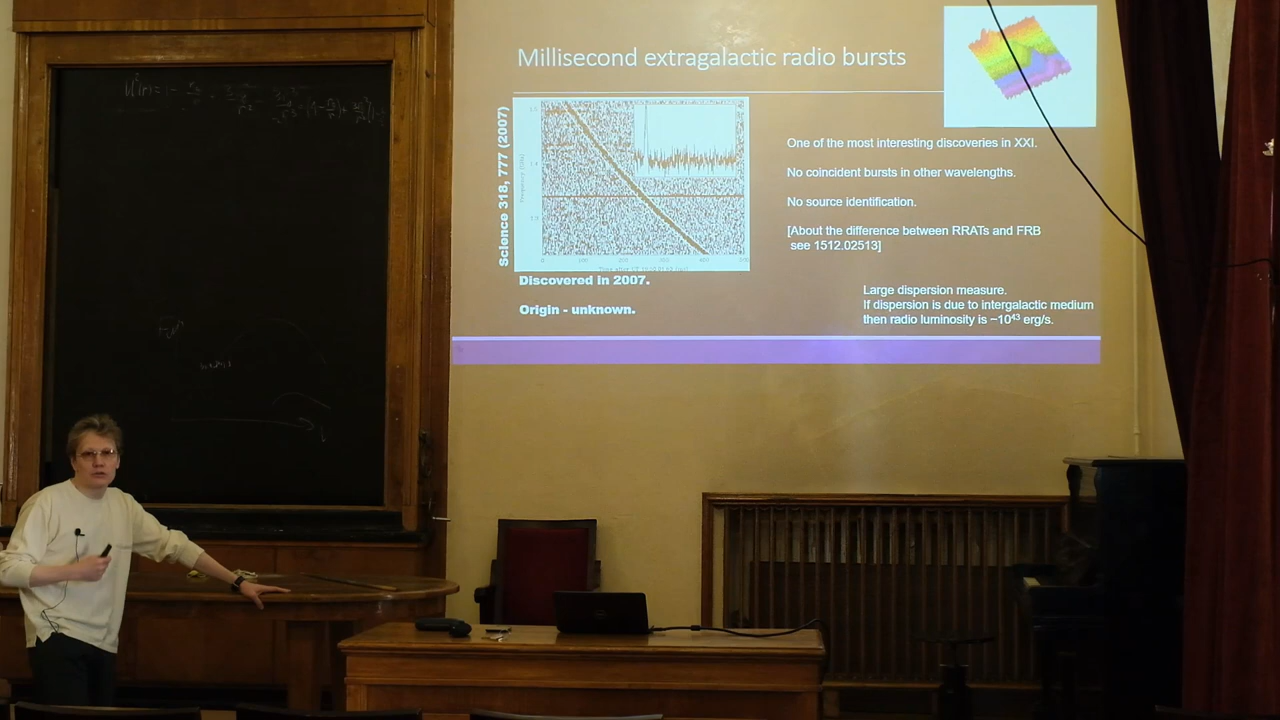 Millisecond extragalactic radio bursts
Science 318, 777 (2007)
One of the most interesting discoveries in XXI.
No coincident bursts in other wavelengths.
No source identification.
[About the difference between RRATs and FRB
see 1512.02513]
Discovered in 2007.
Origin - unknown.
Large dispersion measure.
If dispersion is due to intergalactic medium
then radio luminosity is ~10⁴³ erg/s.